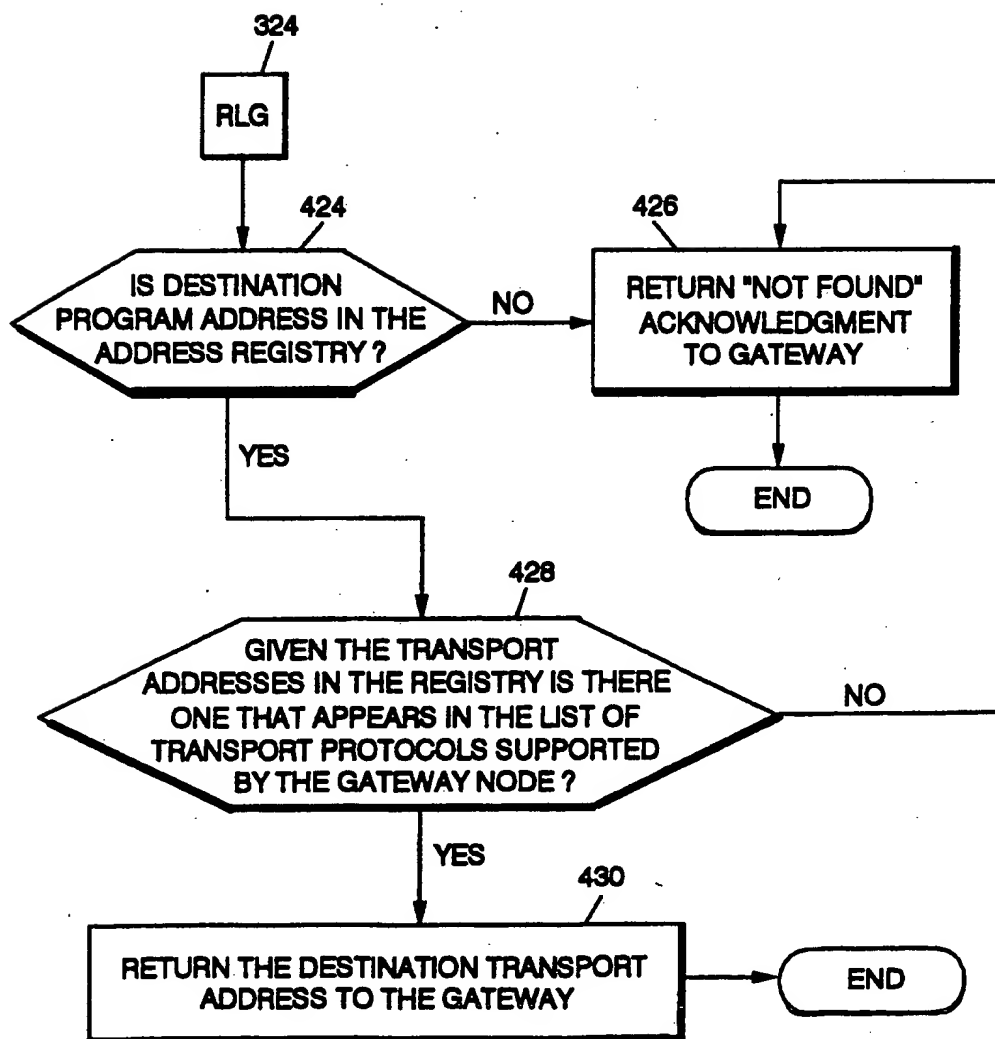 324
RLG
424
IS DESTINATION
PROGRAM ADDRESS IN THE
ADDRESS REGISTRY ?
NO
426
RETURN "NOT FOUND"
ACKNOWLEDGMENT
TO GATEWAY
END
YES
428
GIVEN THE TRANSPORT
ADDRESSES IN THE REGISTRY IS THERE
ONE THAT APPEARS IN THE LIST OF
TRANSPORT PROTOCOLS SUPPORTED
BY THE GATEWAY NODE ?
NO
YES
430
RETURN THE DESTINATION TRANSPORT
ADDRESS TO THE GATEWAY
END